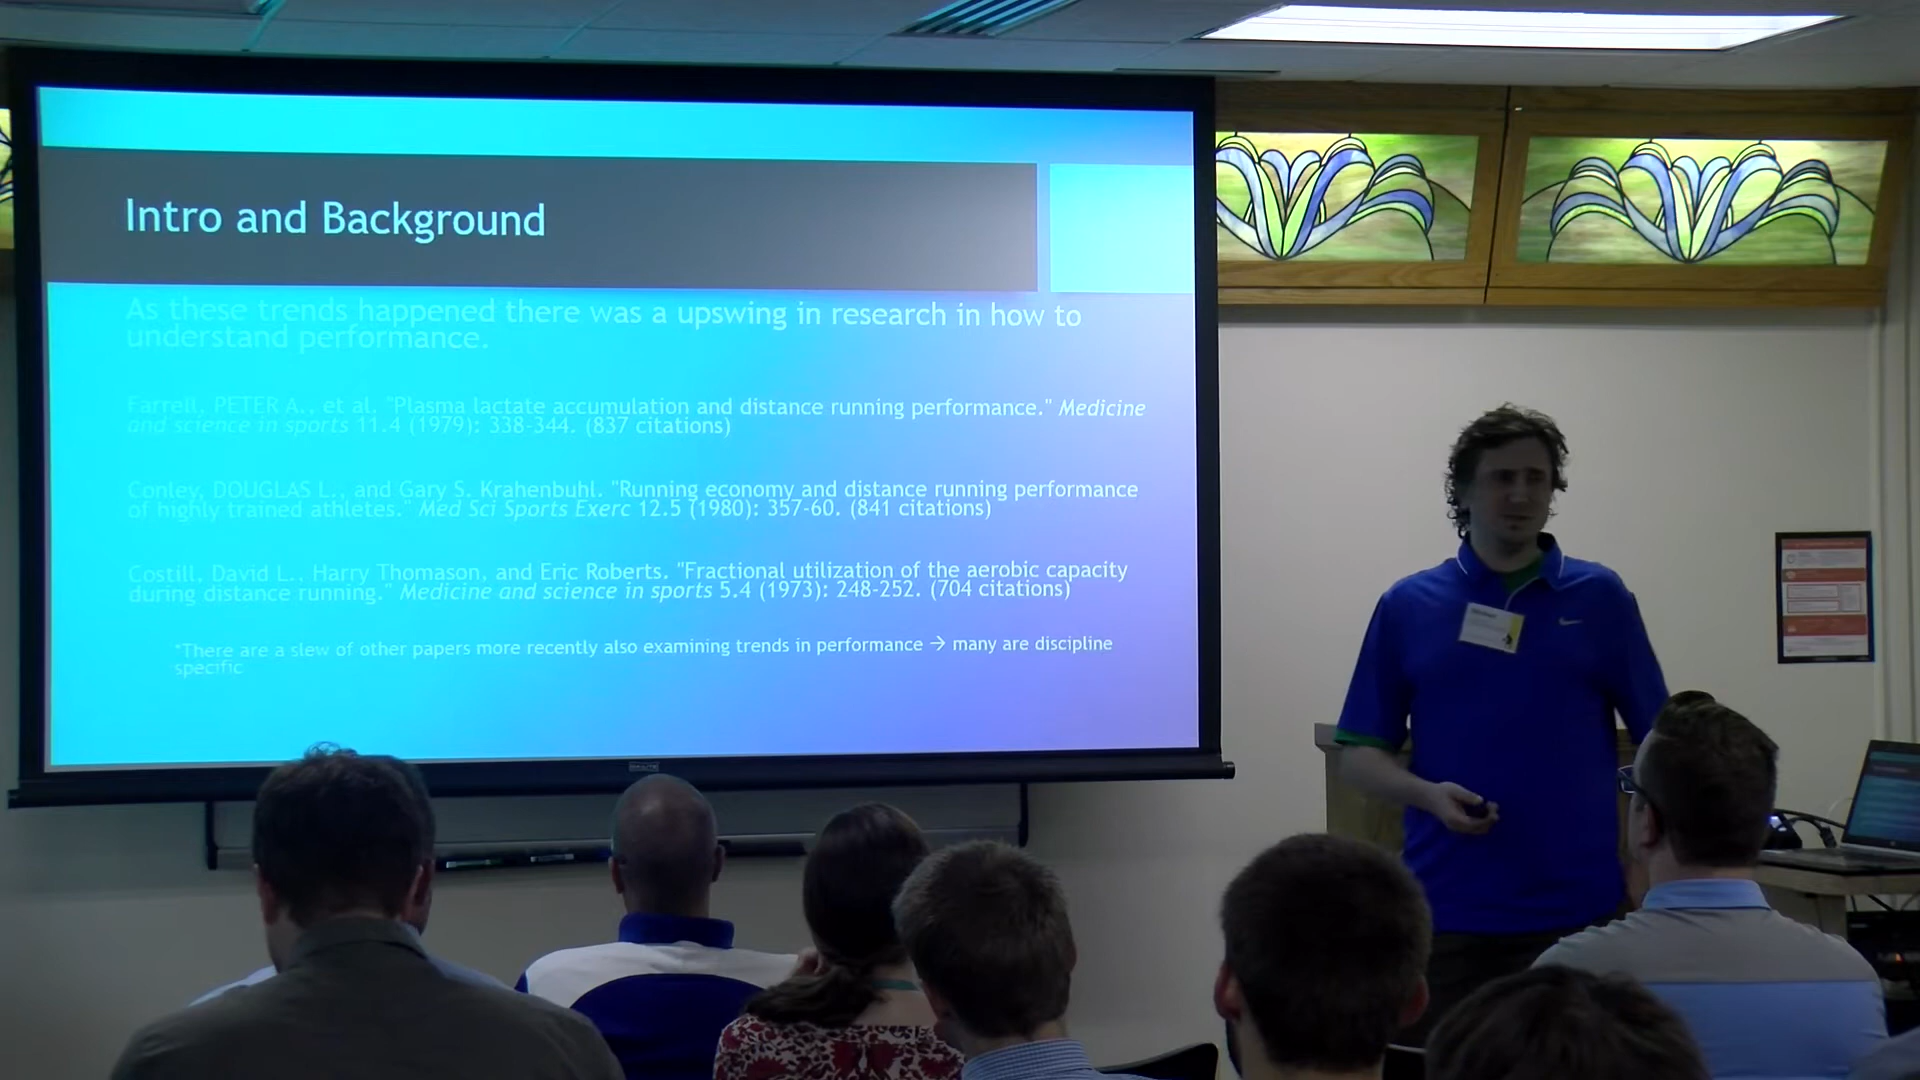 Intro and Background
As these trends happened there was a upswing in research in how to
understand performance.
Farrell, PETER A., et al. "Plasma lactate accumulation and distance running performance." Medicine
and science in sports 11.4 (1979): 338-344. (837 citations)
Conley, DOUGLAS L., and Gary S. Krahenbuhl. "Running economy and distance running performance
of highly trained athletes." Med Sci Sports Exerc 12.5 (1980): 357-60. (841 citations)
Costill, David L., Harry Thomason, and Eric Roberts. "Fractional utilization of the aerobic capacity
during distance running." Medicine and science in sports 5.4 (1973): 248-252. (704 citations)
*There are a slew of other papers more recently also examining trends in performance → many are discipline
specific